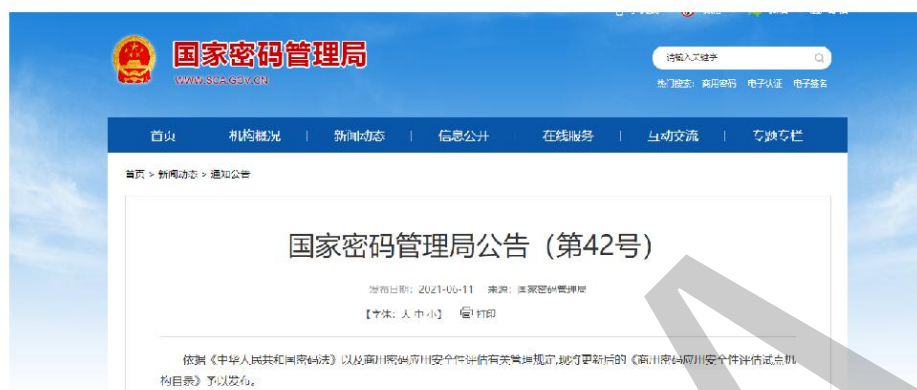 国家密码管理局
WWW.SCA.GOV.CN
请输入关键字
热门搜索: 商用密码 电子认证 电子签名
首页 机构概况 | 新闻动态 | 信息公开 在线服务 | 互动交流 | 专题专栏
首页 > 新闻动态 > 通知公告
国家密码管理局公告（第42号）
发布日期: 2021-06-11 来源: 国家密码管理局
【字体: 大 中 小】 打印
依据《中华人民共和国密码法》以及商用密码应用安全性评估有关管理规定,现将更新后的《商用密码应用安全性评估试点机
构目录》予以发布。